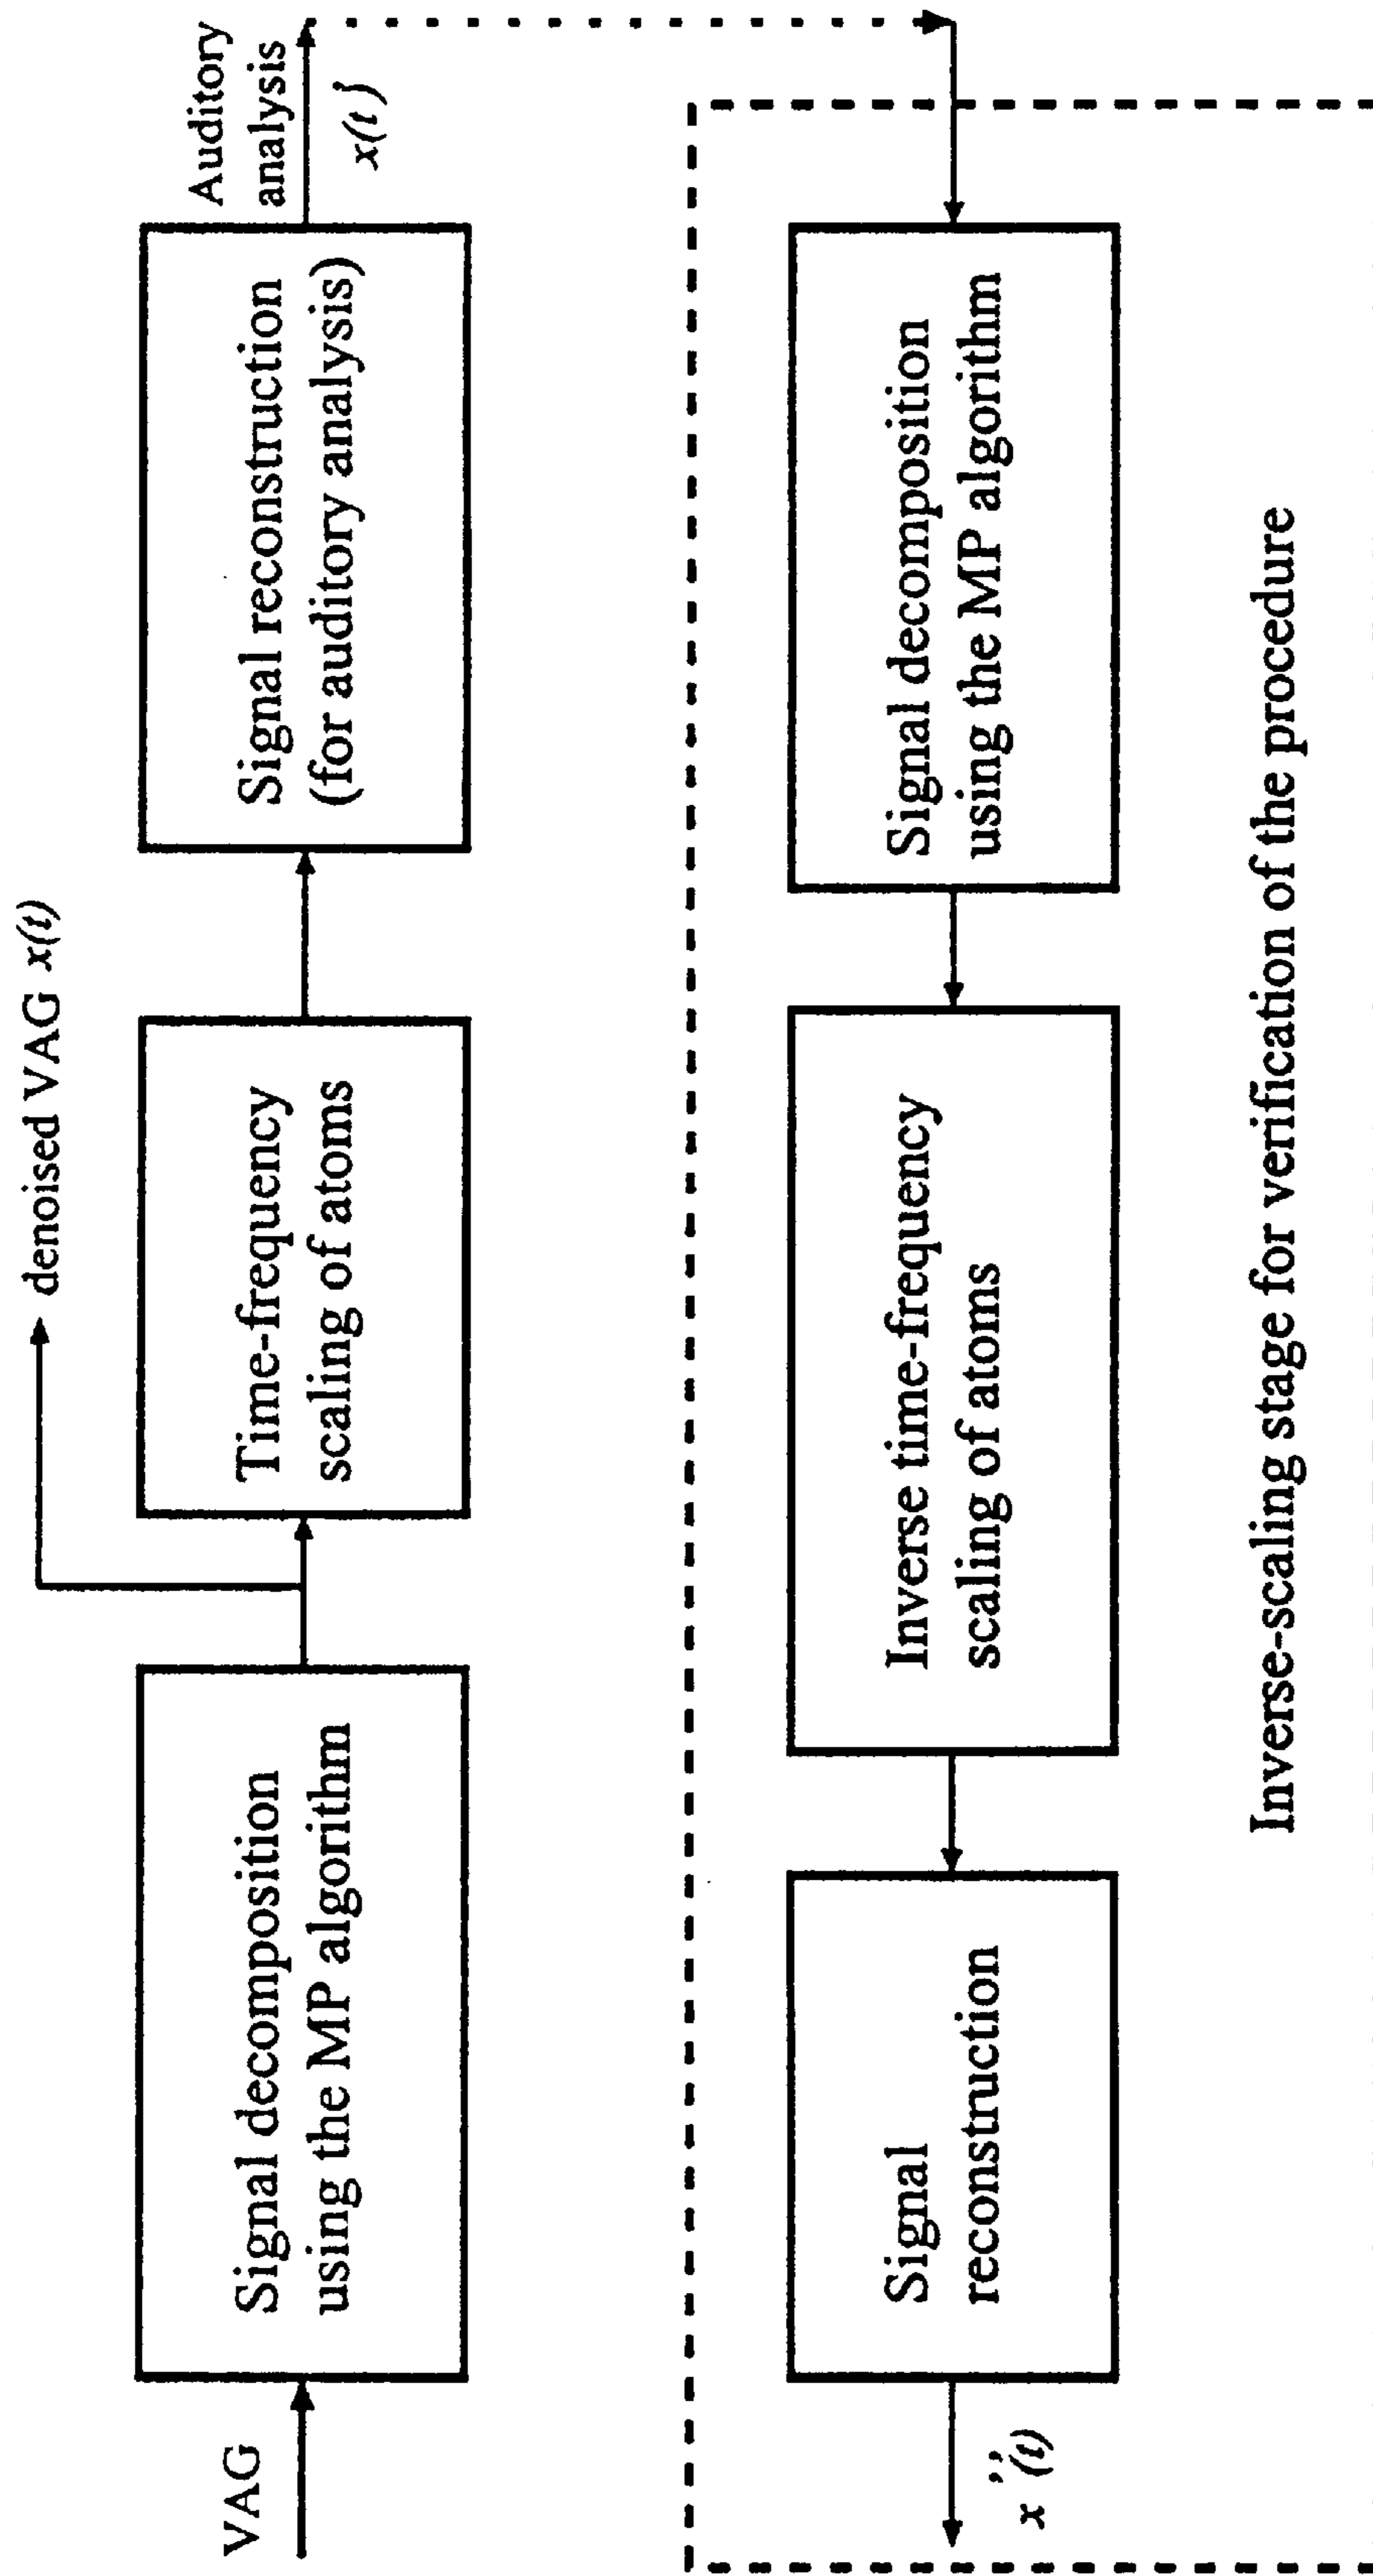 denoised VAG x(t)
VAG
Signal decomposition
using the MP algorithm
Time-frequency
scaling of atoms
Signal reconstruction
(for auditory analysis)
Auditory
analysis
x(t)'
Signal decomposition
using the MP algorithm
Inverse time-frequency
scaling of atoms
Signal
reconstruction
x''(t)
Inverse-scaling stage for verification of the procedure